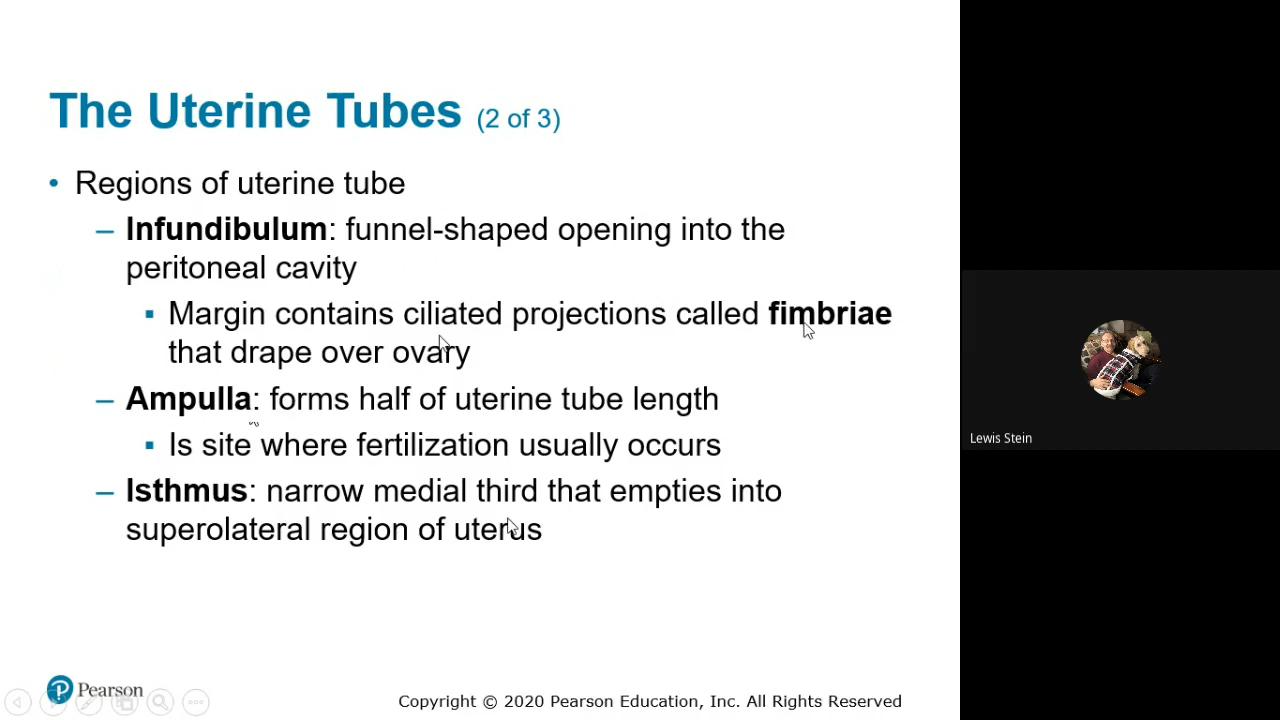 The Uterine Tubes (2 of 3)
• Regions of uterine tube
– Infundibulum: funnel-shaped opening into the
peritoneal cavity
▪ Margin contains ciliated projections called fimbriae
that drape over ovary
– Ampulla: forms half of uterine tube length
▪ Is site where fertilization usually occurs
– Isthmus: narrow medial third that empties into
superolateral region of uterus
Lewis Stein
P Pearson
Copyright © 2020 Pearson Education, Inc. All Rights Reserved